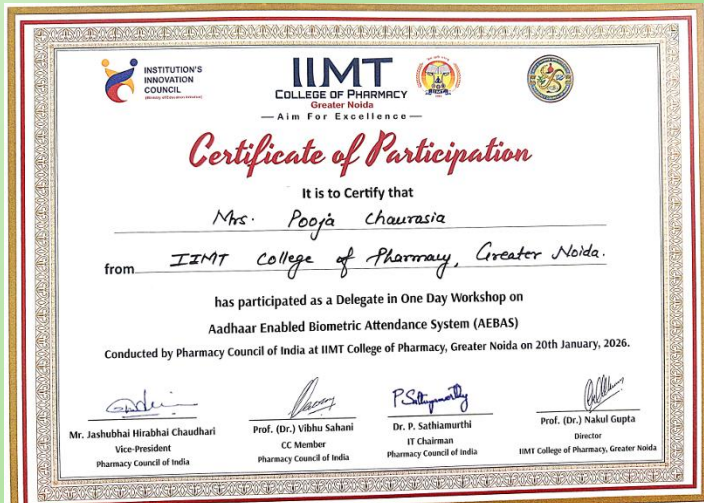 INSTITUTION'S
INNOVATION
COUNCIL
IIMT
COLLEGE OF PHARMACY
Greater Noida
— Aim For Excellence —
Certificate of Participation
It is to Certify that
Mrs. Pooja Chaurasia
from IIMT College of Pharmacy, Greater Noida.
has participated as a Delegate in One Day Workshop on
Aadhaar Enabled Biometric Attendance System (AEBAS)
Conducted by Pharmacy Council of India at IIMT College of Pharmacy, Greater Noida on 20th January, 2026.
P Sathiyamurthy
Mr. Jashubhai Hirabhai Chaudhari
Vice-President
Pharmacy Council of India
Prof. (Dr.) Vibhu Sahani
CC Member
Pharmacy Council of India
Dr. P. Sathiamurthi
IT Chairman
Pharmacy Council of India
Prof. (Dr.) Nakul Gupta
Director
IIMT College of Pharmacy, Greater Noida